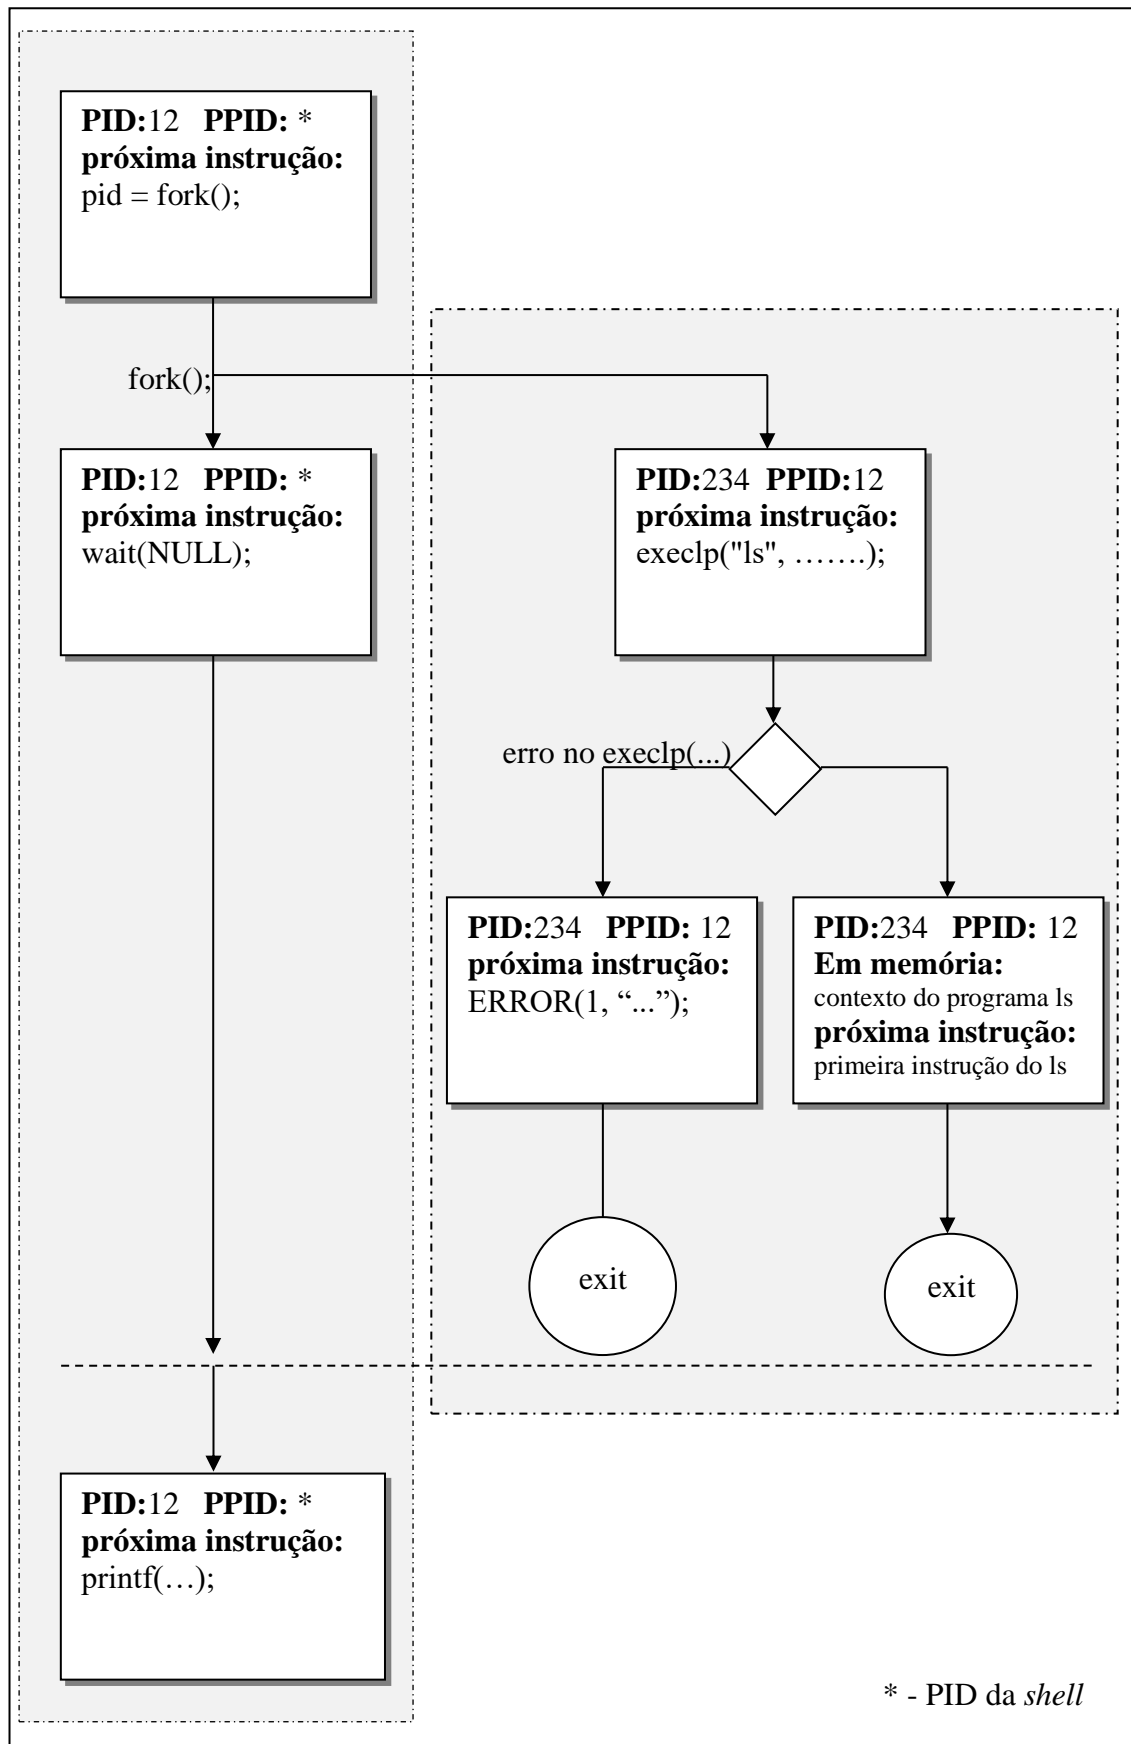 PID:12 PPID: *
próxima instrução:
pid = fork();
fork();
PID:12 PPID: *
próxima instrução:
wait(NULL);
PID:234 PPID:12
próxima instrução:
execlp("ls", …….);
erro no execlp(...)
PID:234 PPID: 12
próxima instrução:
ERROR(1, “...”);
PID:234 PPID: 12
Em memória:
contexto do programa ls
próxima instrução:
primeira instrução do ls
exit
exit
PID:12 PPID: *
próxima instrução:
printf(…);
* - PID da shell